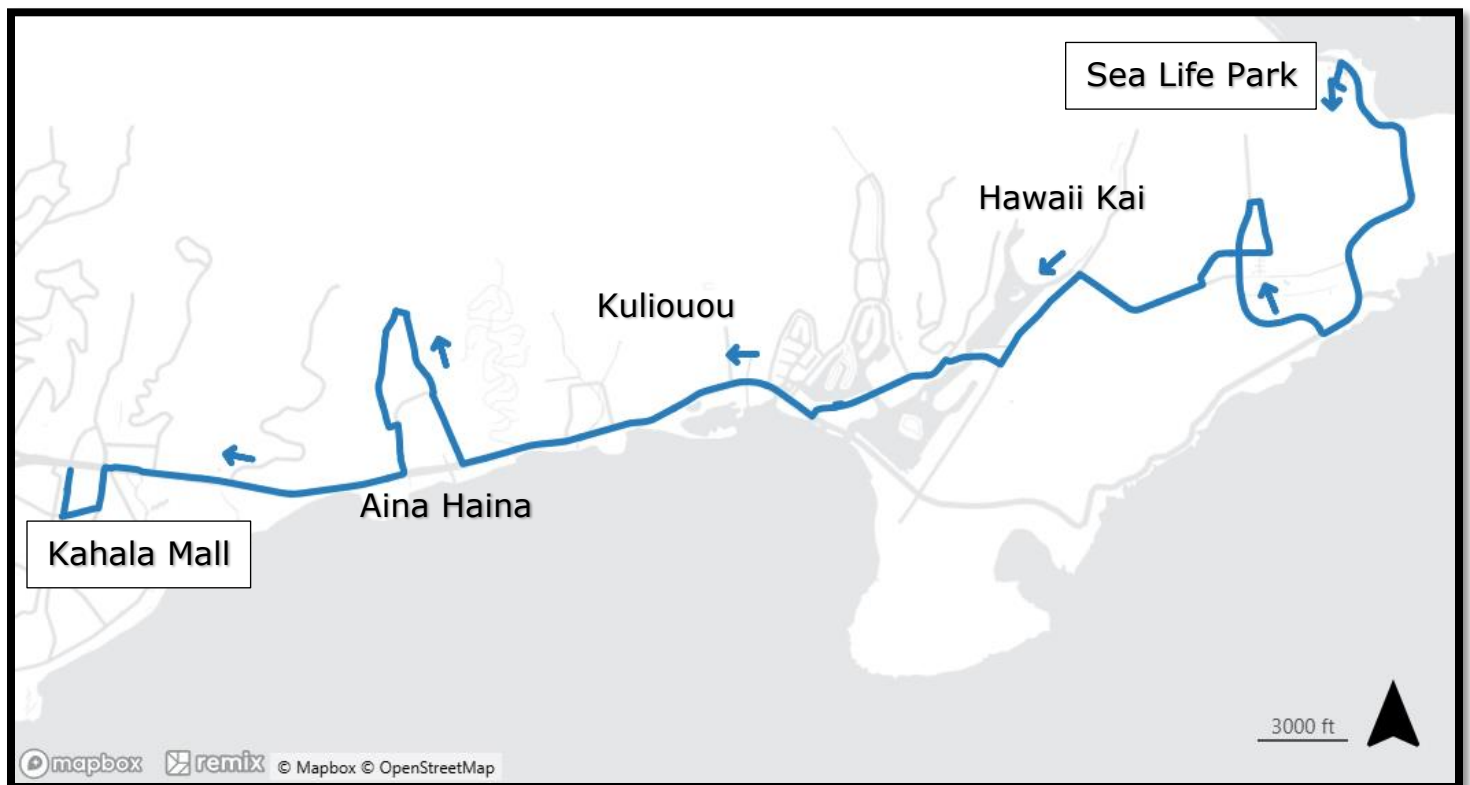 Sea Life Park
Hawaii Kai
Kuliouou
Aina Haina
Kahala Mall
3000 ft
mapbox remix © Mapbox © OpenStreetMap